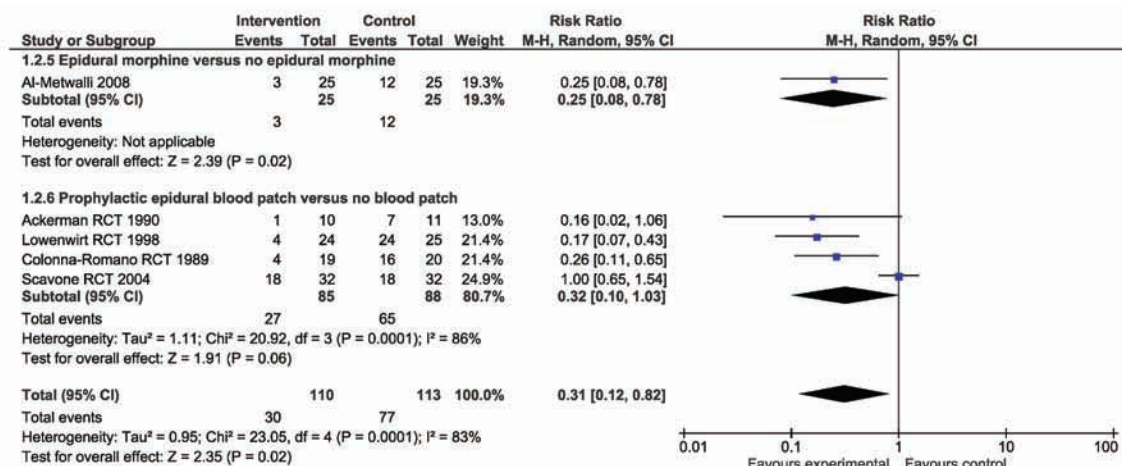 Intervention Control Risk Ratio Risk Ratio
Study or Subgroup Events Total Events Total Weight M-H, Random, 95% CI M-H, Random, 95% CI
1.2.5 Epidural morphine versus no epidural morphine
Al-Metwalli 2008 3 25 12 25 19.3% 0.25 [0.08, 0.78]
Subtotal (95% CI) 25 25 19.3% 0.25 [0.08, 0.78]
Total events 3 12
Heterogeneity: Not applicable
Test for overall effect: Z = 2.39 (P = 0.02)
1.2.6 Prophylactic epidural blood patch versus no blood patch
Ackerman RCT 1990 1 10 7 11 13.0% 0.16 [0.02, 1.06]
Lowenwirt RCT 1998 4 24 24 25 21.4% 0.17 [0.07, 0.43]
Colonna-Romano RCT 1989 4 19 16 20 21.4% 0.26 [0.11, 0.65]
Scavone RCT 2004 18 32 18 32 24.9% 1.00 [0.65, 1.54]
Subtotal (95% CI) 85 88 80.7% 0.32 [0.10, 1.03]
Total events 27 65
Heterogeneity: Tau² = 1.11; Chi² = 20.92, df = 3 (P = 0.0001); I² = 86%
Test for overall effect: Z = 1.91 (P = 0.06)
Total (95% CI) 110 113 100.0% 0.31 [0.12, 0.82]
Total events 30 77
Heterogeneity: Tau² = 0.95; Chi² = 23.05, df = 4 (P = 0.0001); I² = 83%
Test for overall effect: Z = 2.35 (P = 0.02)
0.01 0.1 1 10 100
Favours experimental Favours control